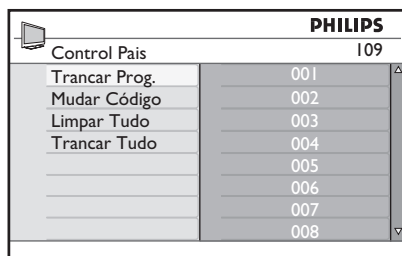 PHILIPS
Control Pais 109
Trancar Prog. 001
Mudar Código 002
Limpar Tudo 003
Trancar Tudo 004
005
006
007
008